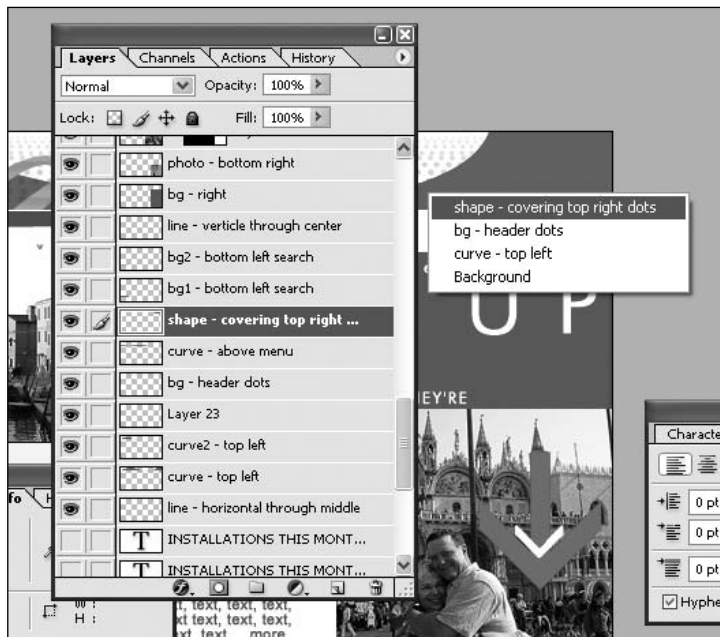 Layers Channels Actions History
Normal Opacity: 100%
Lock: Fill: 100%
photo - bottom right
bg - right
line - verticle through center
bg2 - bottom left search
bg1 - bottom left search
shape - covering top right ...
curve - above menu
bg - header dots
Layer 23
curve2 - top left
curve - top left
line - horizontal through middle
INSTALLATIONS THIS MONT...
INSTALLATIONS THIS MONT...
shape - covering top right dots
bg - header dots
curve - top left
Background
U P
EY'RE
Characte
0 pt
0 pt
0 pt
Hyphe
fo
H :
t, text, text, text,
xt text, text, text,
text, text more